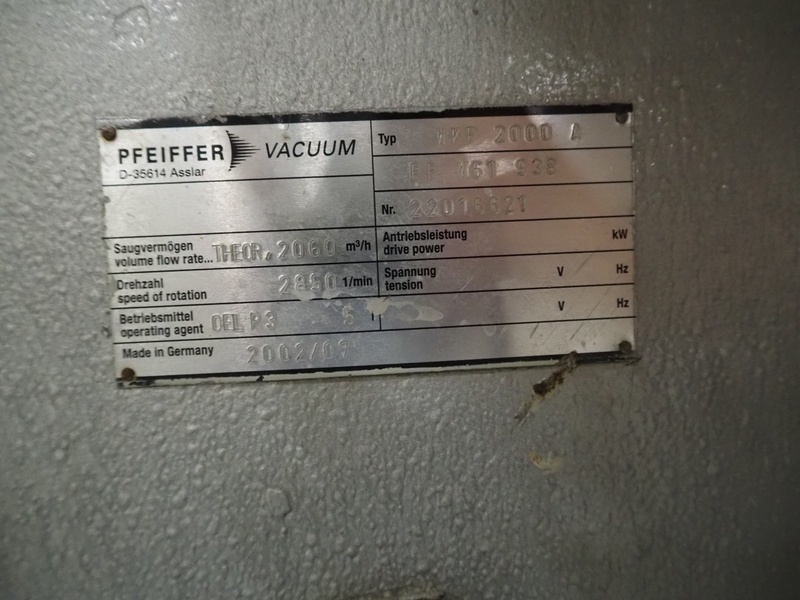 PFEIFFER VACUUM
D-35614 Asslar
Typ 2000 A
938
Nr.
Saugvermögen
volume flow rate... THEOR. 2060 m³/h
Drehzahl
speed of rotation 2850 1/min
Betriebsmittel
operating agent OEL P3 5
Made in Germany 2002/09
Antriebsleistung kW
drive power
Spannung V Hz
tension
V Hz